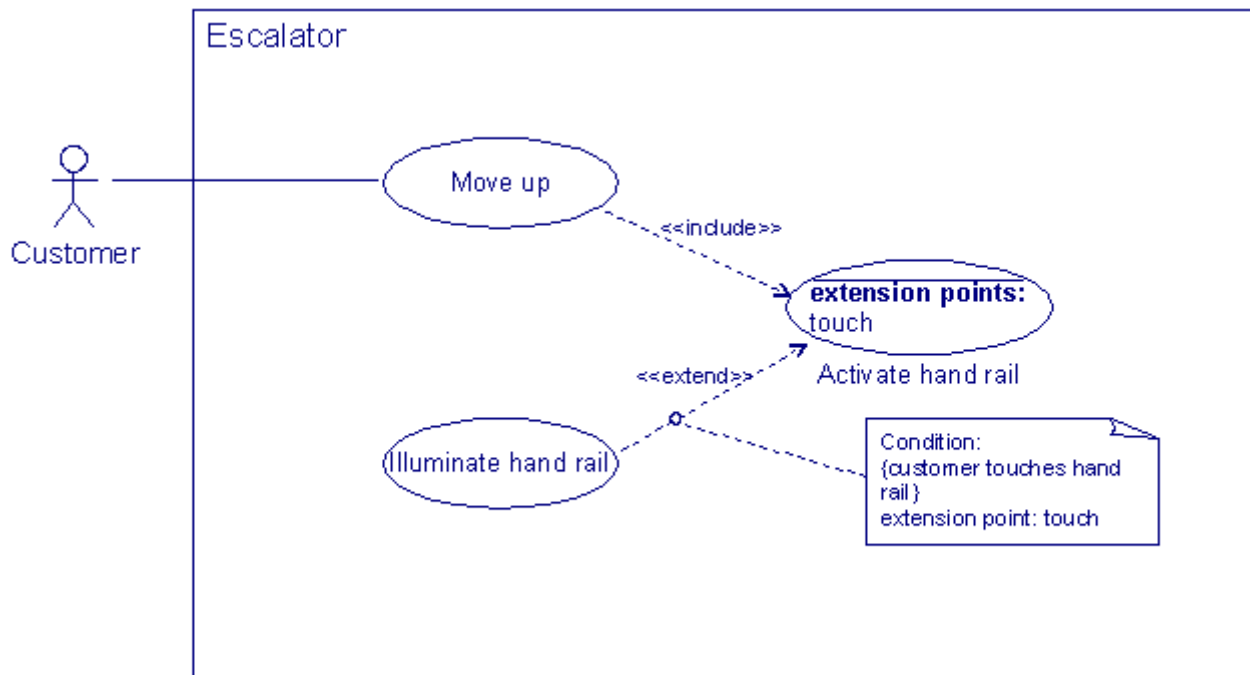 Escalator
Move up
Customer
<<include>>
extension points:
touch
<<extend>>
Activate hand rail
Illuminate hand rail
Condition:
{customer touches hand
rail}
extension point: touch